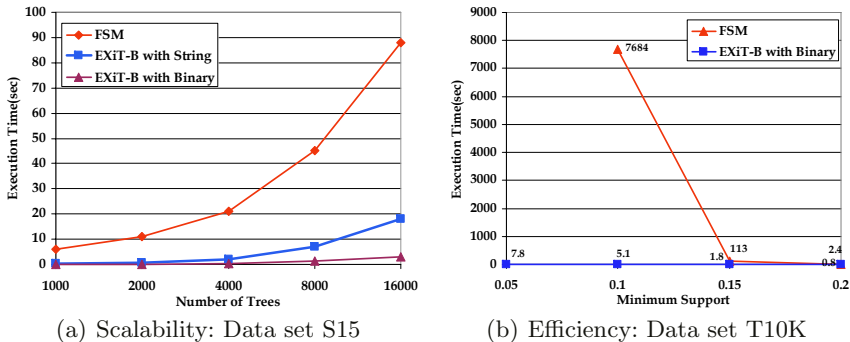 100
90
80
70
60
50
40
30
20
10
0
Execution Time(sec)
FSM
EXiT-B with String
EXiT-B with Binary
1000 2000 4000 8000 16000
Number of Trees
(a) Scalability: Data set S15
9000
8000
7000
6000
5000
4000
3000
2000
1000
0
Execution Time(sec)
FSM
EXiT-B with Binary
7684
7.8
5.1
1.8
113
2.4
0.8
0.05 0.1 0.15 0.2
Minimum Support
(b) Efficiency: Data set T10K